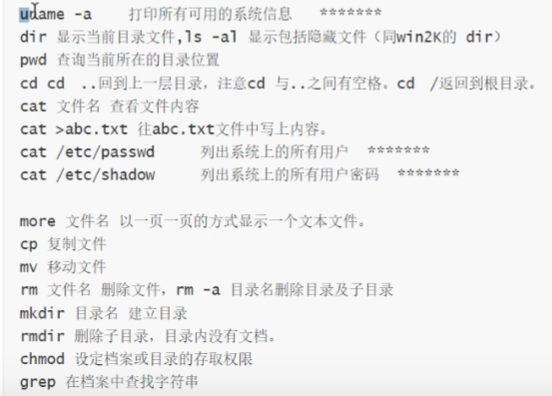 uname -a 打印所有可用的系统信息 *******
dir 显示当前目录文件,ls -al 显示包括隐藏文件（同win2K的 dir）
pwd 查询当前所在的目录位置
cd cd ..回到上一层目录，注意cd 与..之间有空格。cd /返回到根目录。
cat 文件名 查看文件内容
cat >abc.txt 往abc.txt文件中写上内容。
cat /etc/passwd 列出系统上的所有用户 *******
cat /etc/shadow 列出系统上的所有用户密码 *******
more 文件名 以一页一页的方式显示一个文本文件。
cp 复制文件
mv 移动文件
rm 文件名 删除文件，rm -a 目录名删除目录及子目录
mkdir 目录名 建立目录
rmdir 删除子目录，目录内没有文档。
chmod 设定档案或目录的存取权限
grep 在档案中查找字符串